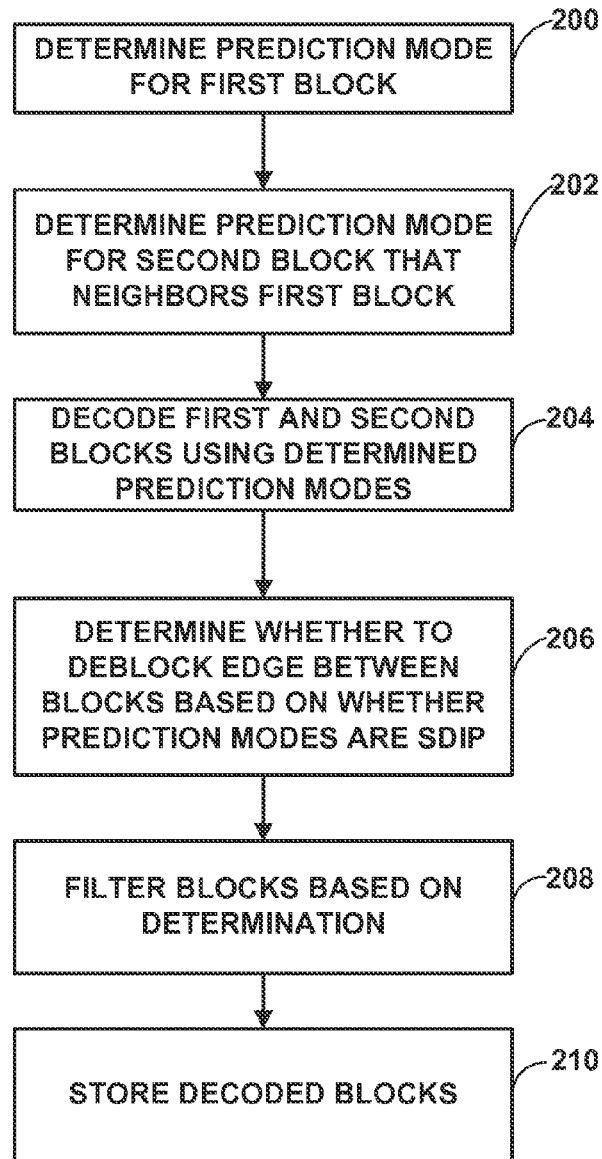 200
DETERMINE PREDICTION MODE
FOR FIRST BLOCK
202
DETERMINE PREDICTION MODE
FOR SECOND BLOCK THAT
NEIGHBORS FIRST BLOCK
204
DECODE FIRST AND SECOND
BLOCKS USING DETERMINED
PREDICTION MODES
206
DETERMINE WHETHER TO
DEBLOCK EDGE BETWEEN
BLOCKS BASED ON WHETHER
PREDICTION MODES ARE SDIP
208
FILTER BLOCKS BASED ON
DETERMINATION
210
STORE DECODED BLOCKS